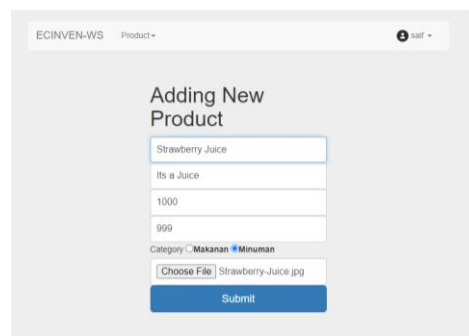 ECINVEN-WS Product saif
Adding New
Product
Strawberry Juice
Its a Juice
1000
999
Category Makanan Minuman
Choose File Strawberry-Juice.jpg
Submit